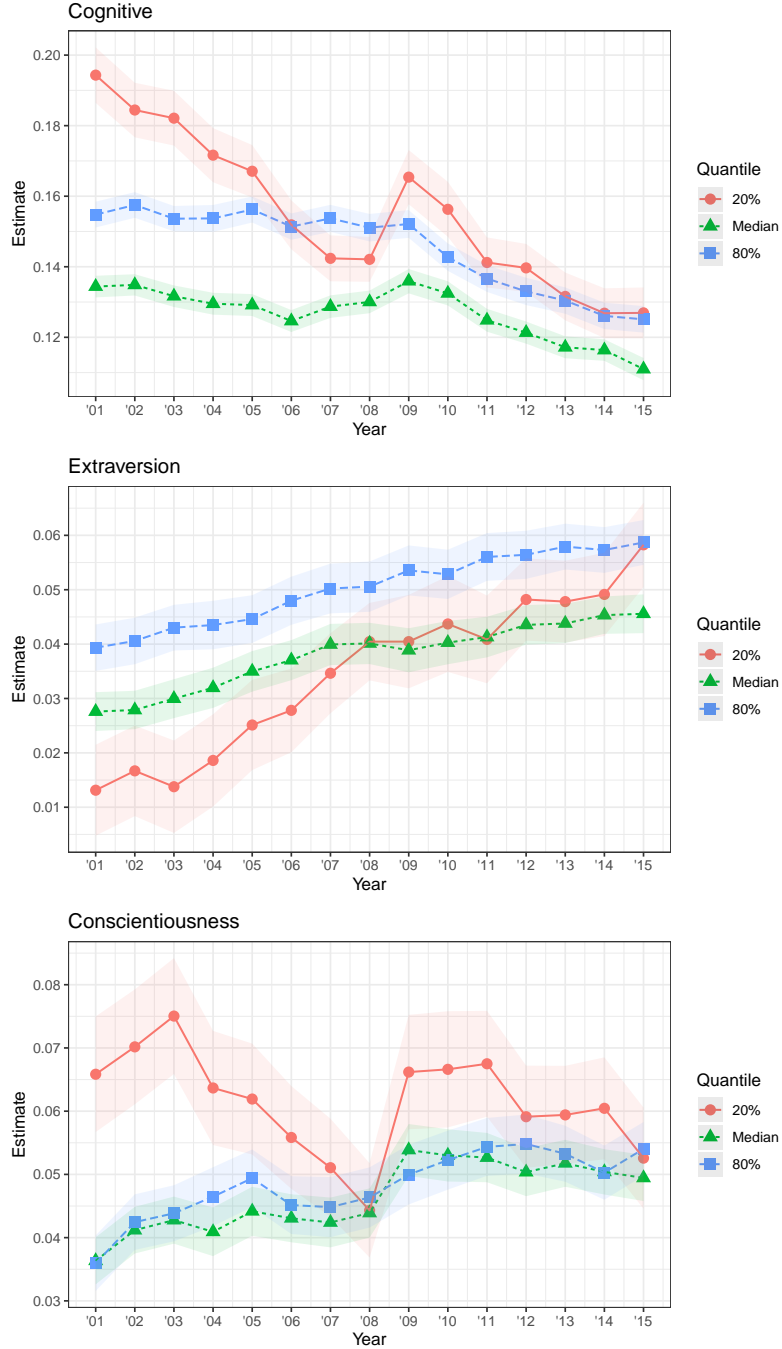 Cognitive
0.20
0.18
0.16
0.14
0.12
Estimate
'01 '02 '03 '04 '05 '06 '07 '08 '09 '10 '11 '12 '13 '14 '15
Year
Quantile
20%
Median
80%
Extraversion
0.06
0.05
0.04
0.03
0.02
0.01
Estimate
'01 '02 '03 '04 '05 '06 '07 '08 '09 '10 '11 '12 '13 '14 '15
Year
Quantile
20%
Median
80%
Conscientiousness
0.08
0.07
0.06
0.05
0.04
0.03
Estimate
'01 '02 '03 '04 '05 '06 '07 '08 '09 '10 '11 '12 '13 '14 '15
Year
Quantile
20%
Median
80%